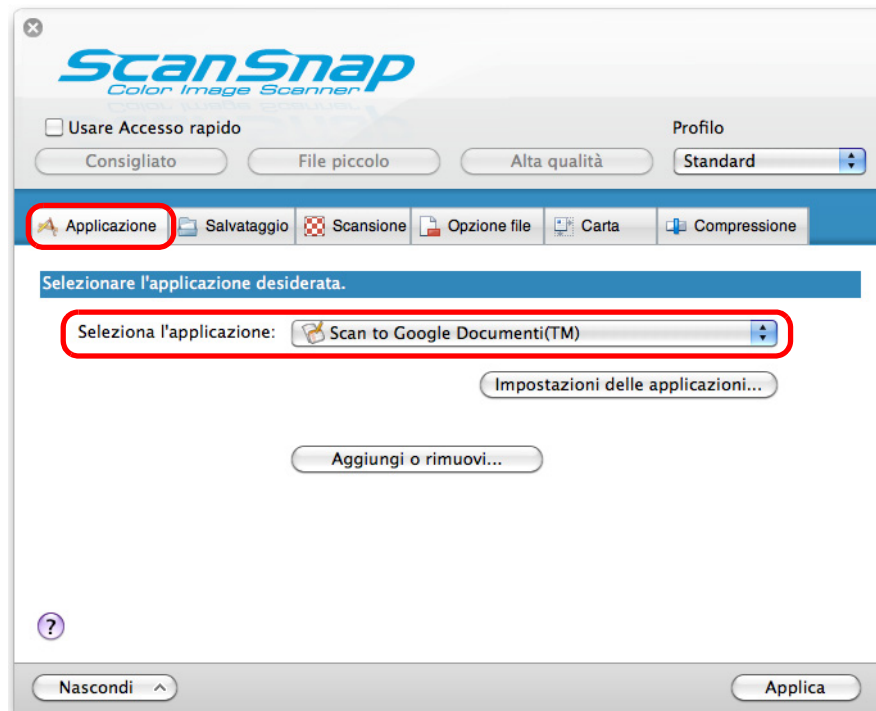 ScanSnap
Color Image Scanner
Usare Accesso rapido
Profilo
Consigliato File piccolo Alta qualità Standard
Applicazione Salvataggio Scansione Opzione file Carta Compressione
Selezionare l'applicazione desiderata.
Seleziona l'applicazione: Scan to Google Documenti(TM)
Impostazioni delle applicazioni...
Aggiungi o rimuovi...
?
Nascondi Applica